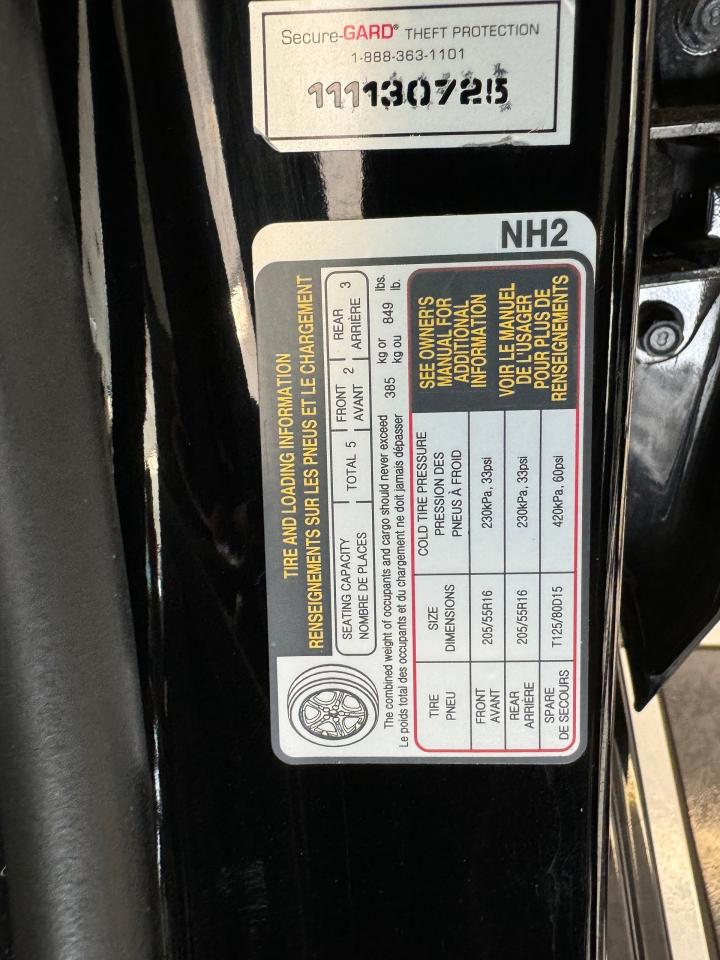 Secure-GARD® THEFT PROTECTION
1-888-363-1101
111130725
NH2
TIRE AND LOADING INFORMATION
RENSEIGNEMENTS SUR LES PNEUS ET LE CHARGEMENT
SEATING CAPACITY
NOMBRE DE PLACES
TOTAL 5
FRONT
AVANT
2
REAR
ARRIÈRE
3
The combined weight of occupants and cargo should never exceed 385 kg or 849 lbs.
Le poids total des occupants et du chargement ne doit jamais dépasser kg ou lb.
TIRE
PNEU
SIZE
DIMENSIONS
COLD TIRE PRESSURE
PRESSION DES
PNEUS À FROID
FRONT
AVANT
205/55R16
230kPa, 33psi
REAR
ARRIÈRE
205/55R16
230kPa, 33psi
SPARE
DE SECOURS
T125/80D15
420kPa, 60psi
SEE OWNER'S
MANUAL FOR
ADDITIONAL
INFORMATION
VOIR LE MANUEL
DE L'USAGER
POUR PLUS DE
RENSEIGNEMENTS